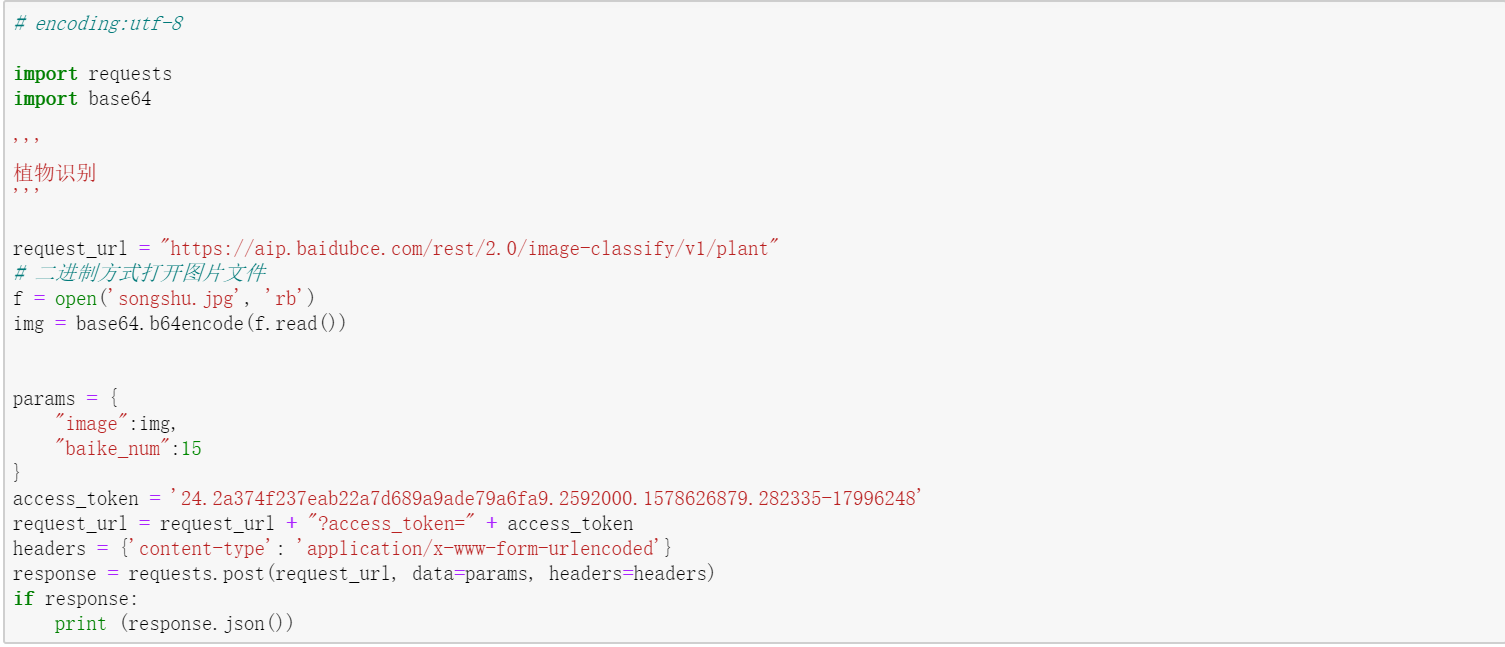 # encoding:utf-8
import requests
import base64
'''
植物识别
'''
request_url = "https://aip.baidubce.com/rest/2.0/image-classify/v1/plant"
# 二进制方式打开图片文件
f = open('songshu.jpg', 'rb')
img = base64.b64encode(f.read())
params = {
    "image":img,
    "baike_num":15
}
access_token = '24.2a374f237eab22a7d689a9ade79a6fa9.2592000.1578626879.282335-17996248'
request_url = request_url + "?access_token=" + access_token
headers = {'content-type': 'application/x-www-form-urlencoded'}
response = requests.post(request_url, data=params, headers=headers)
if response:
    print (response.json())